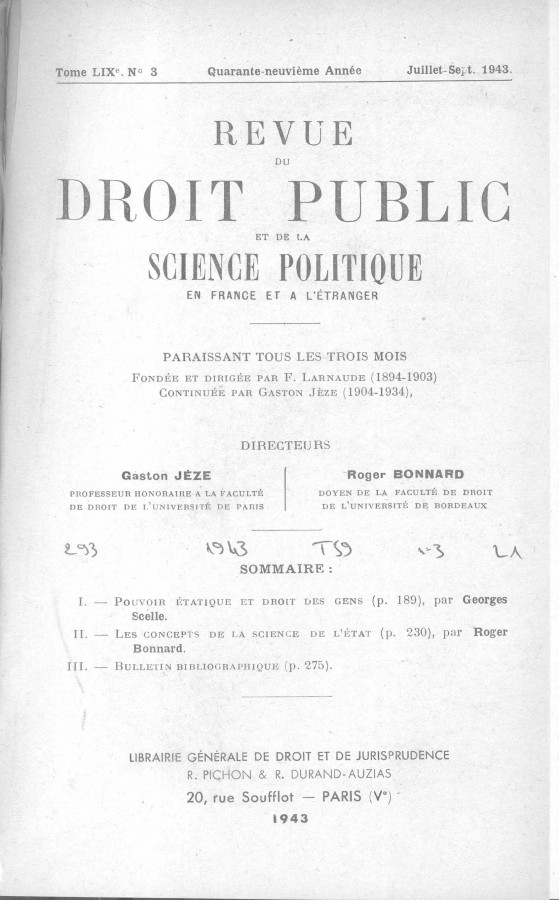 Tome LIXe. No 3 Quarante-neuvième Année Juillet-Sept. 1943.
REVUE
DU
DROIT PUBLIC
ET DE LA
SCIENCE POLITIQUE
EN FRANCE ET A L'ÉTRANGER
PARAISSANT TOUS LES TROIS MOIS
FONDÉE ET DIRIGÉE PAR F. LARNAUDE (1894-1903)
CONTINUÉE PAR GASTON JÈZE (1904-1934),
DIRECTEURS
Gaston JÈZE
PROFESSEUR HONORAIRE A LA FACULTÉ
DE DROIT DE L'UNIVERSITÉ DE PARIS
Roger BONNARD
DOYEN DE LA FACULTÉ DE DROIT
DE L'UNIVERSITÉ DE BORDEAUX
293 1943 T59 n-3 L1
SOMMAIRE :
I. — POUVOIR ÉTATIQUE ET DROIT DES GENS (p. 189), par Georges
Scelle.
II. — LES CONCEPTS DE LA SCIENCE DE L'ÉTAT (p. 230), par Roger
Bonnard.
III. — BULLETIN BIBLIOGRAPHIQUE (p. 275).
LIBRAIRIE GÉNÉRALE DE DROIT ET DE JURISPRUDENCE
R. PICHON & R. DURAND-AUZIAS
20, rue Soufflot — PARIS (Ve)
1943